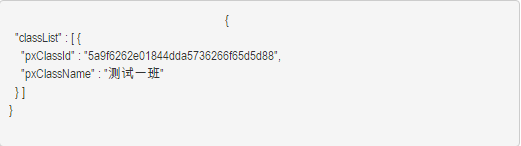 {
"classList" : [ {
"pxClassId" : "5a9f6262e01844dda5736266f65d5d88",
"pxClassName" : "测试一班"
} ]
}